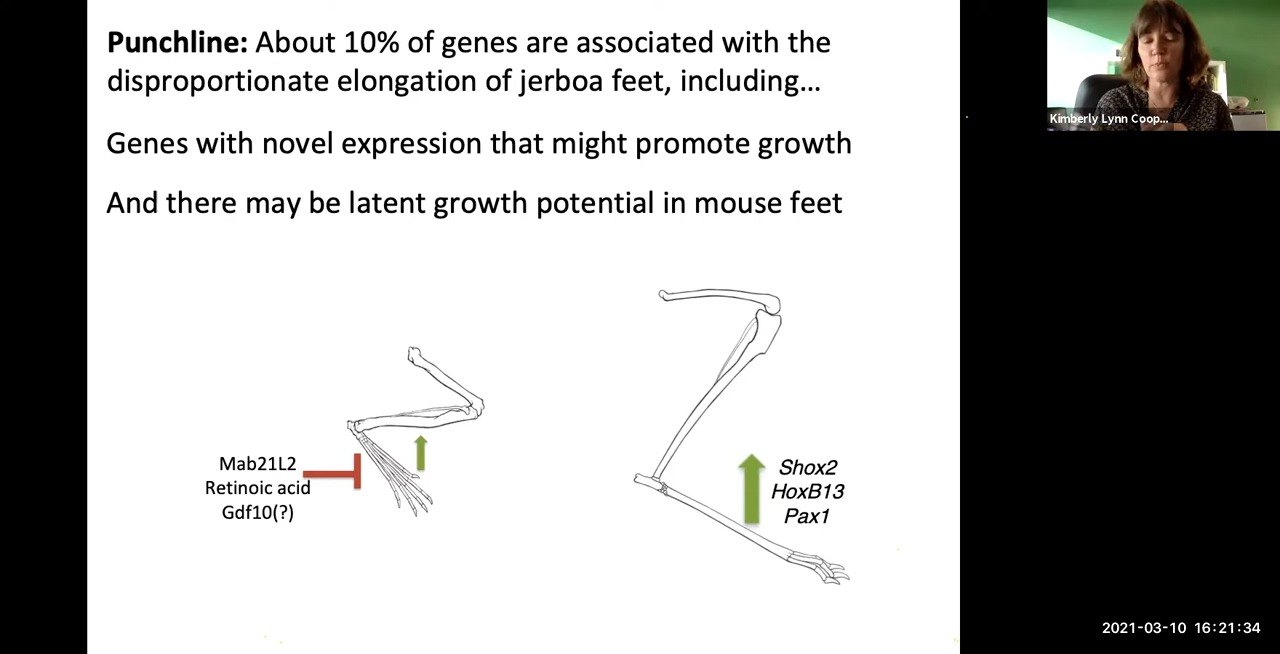 Punchline: About 10% of genes are associated with the
disproportionate elongation of jerboa feet, including...
Genes with novel expression that might promote growth
And there may be latent growth potential in mouse feet
Mab21L2
Retinoic acid
Gdf10(?)
Shox2
HoxB13
Pax1
Kimberly Lynn Coop...
2021-03-10 16:21:34